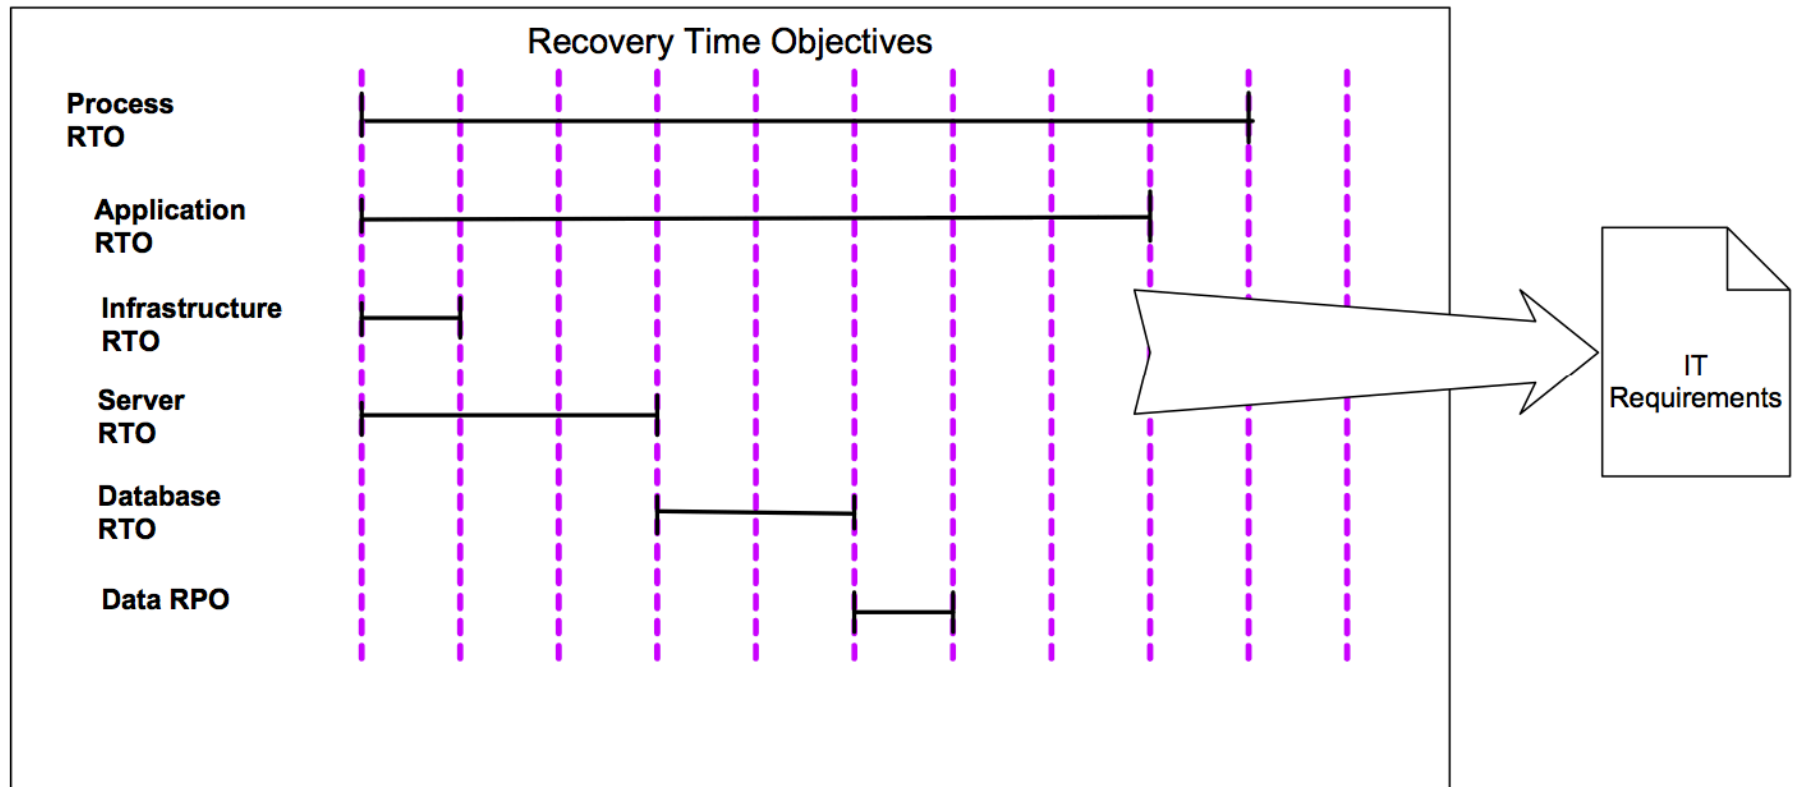 Recovery Time Objectives
Process
RTO
Application
RTO
Infrastructure
RTO
Server
RTO
Database
RTO
Data RPO
IT
Requirements